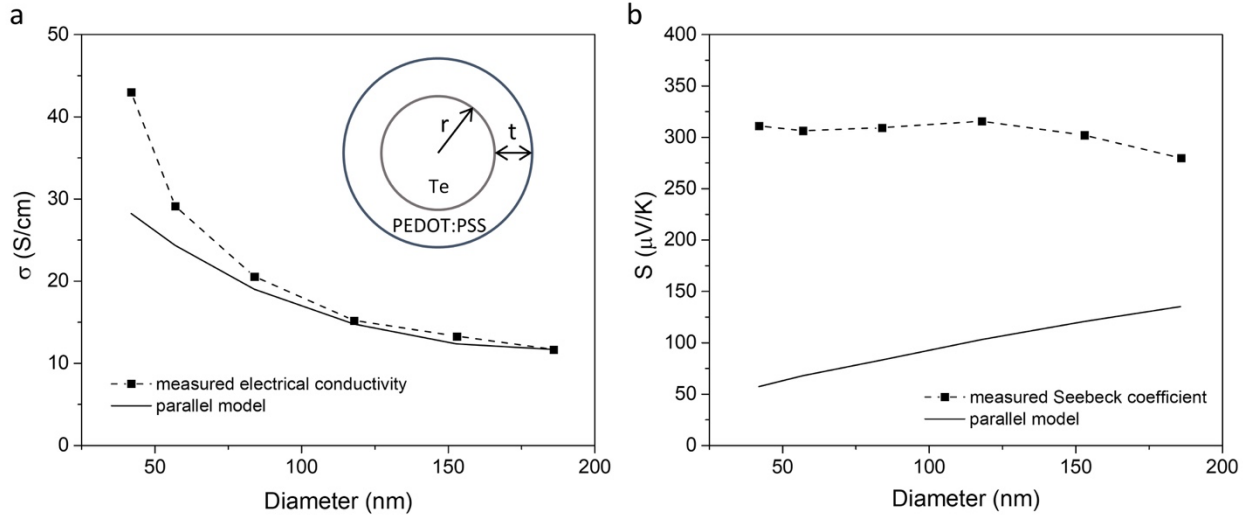 a
50
40
30
20
10
0
σ (S/cm)
r
t
Te
PEDOT:PSS
measured electrical conductivity
parallel model
50
100
150
200
Diameter (nm)
b
400
350
300
250
200
150
100
50
0
S (μV/K)
measured Seebeck coefficient
parallel model
50
100
150
200
Diameter (nm)